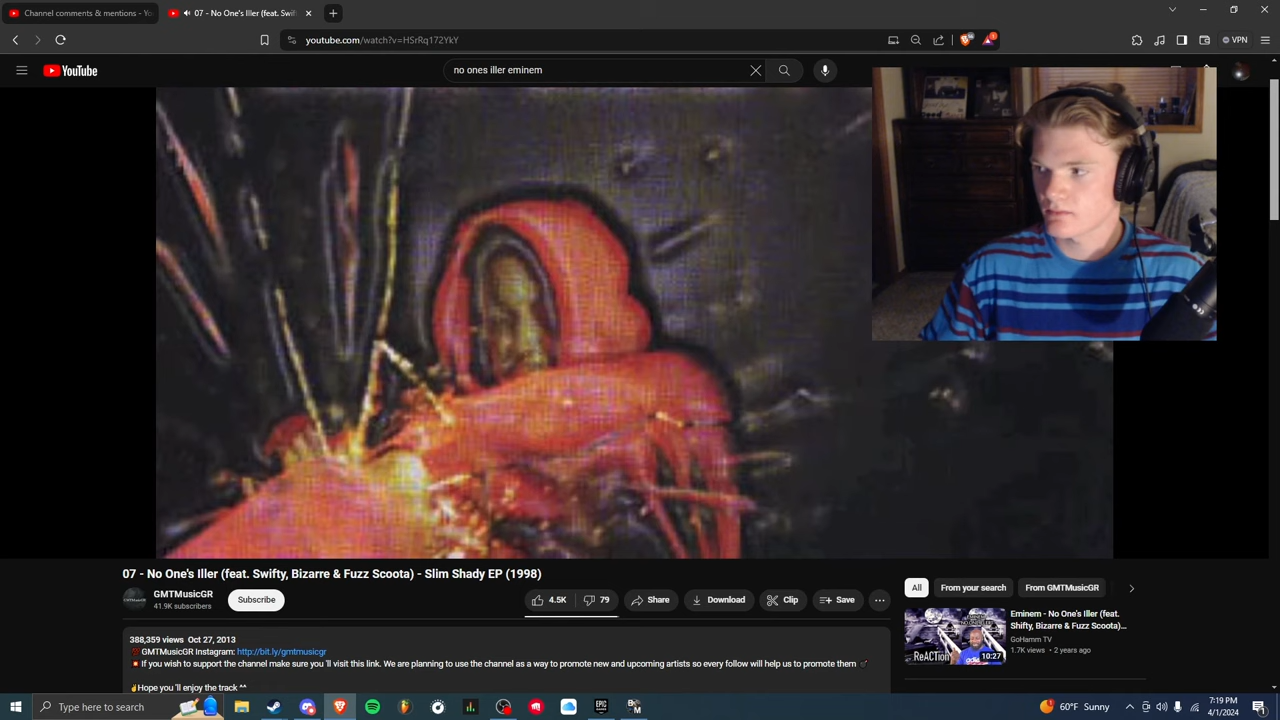 Channel comments & mentions - Yo
07 - No One's Iller (feat. Swift
youtube.com/watch?v=HSrRq172YkY
VPN
YouTube
no ones iller eminem
07 - No One's Iller (feat. Swifty, Bizarre & Fuzz Scoota) - Slim Shady EP (1998)
GMTMusicGR
41.9K subscribers
Subscribe
4.5K
79
Share
Download
Clip
Save
388,359 views Oct 27, 2013
GMTMusicGR Instagram: http://bit.ly/gmtmusicgr
If you wish to support the channel make sure you 'll visit this link. We are planning to use the channel as a way to promote new and upcoming artists so every follow will help us to promote them
Hope you 'll enjoy the track ^^
All
From your search
From GMTMusicGR
Eminem - No One's Iller (feat.
Swifty, Bizarre & Fuzz Scoota)...
GoHamm TV
1.7K views • 2 years ago
ReACTion
10:27
Type here to search
60°F Sunny
7:19 PM
4/1/2024